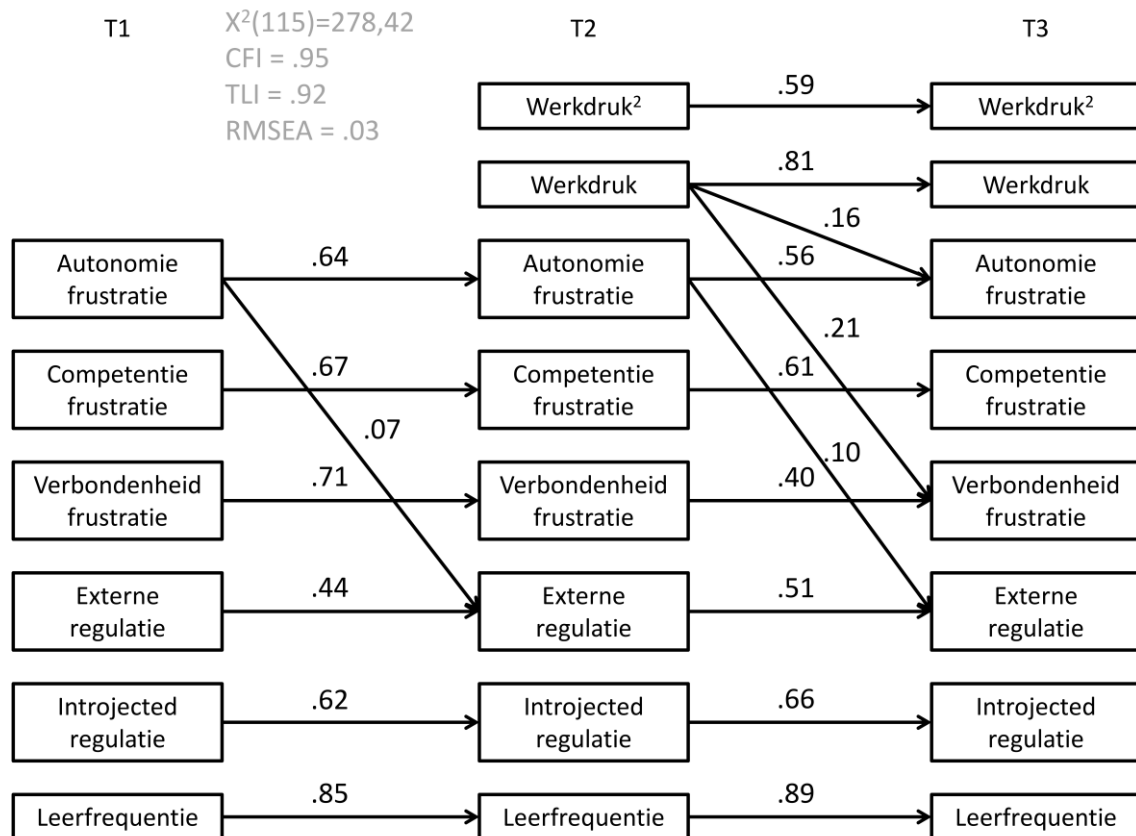 T1
X²(115)=278,42
T2
T3
CFI = .95
TLI = .92
RMSEA = .03
Werkdruk²
.59
Werkdruk²
Werkdruk
.81
Werkdruk
.16
Autonomie
frustratie
.64
Autonomie
frustratie
.56
Autonomie
frustratie
.21
Competentie
frustratie
.67
Competentie
frustratie
.61
Competentie
frustratie
.07
.10
Verbondenheid
frustratie
.71
Verbondenheid
frustratie
.40
Verbondenheid
frustratie
Externe
regulatie
.44
Externe
regulatie
.51
Externe
regulatie
Introjected
regulatie
.62
Introjected
regulatie
.66
Introjected
regulatie
Leerfrequentie
.85
Leerfrequentie
.89
Leerfrequentie